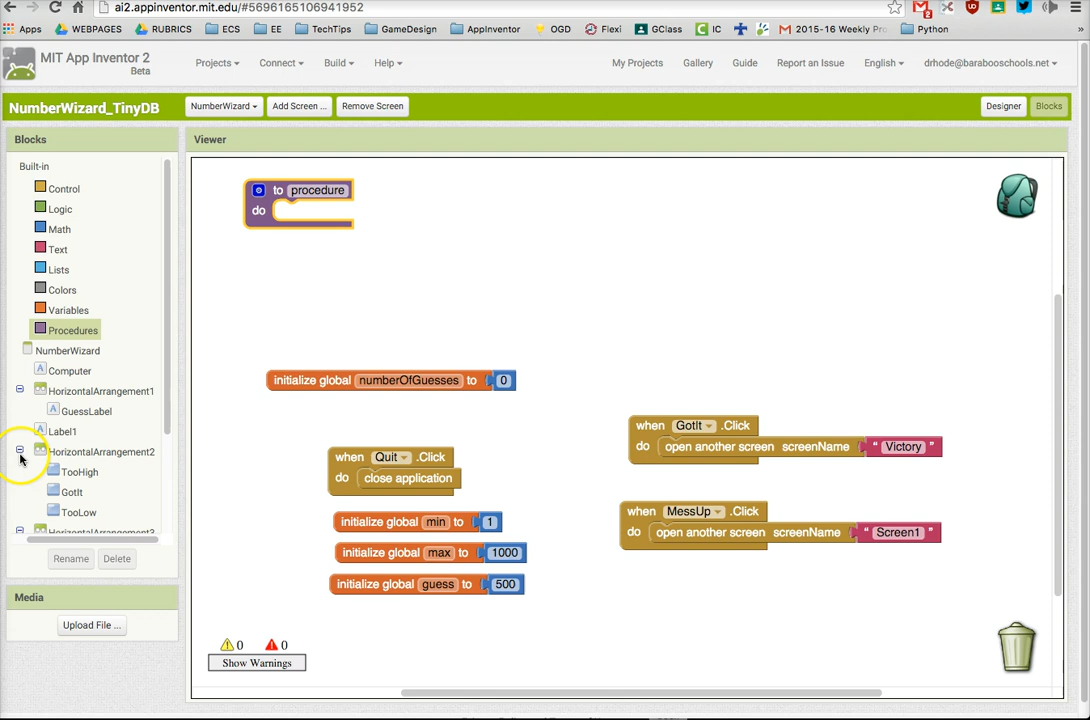 ai2.appinventor.mit.edu/#5696165106941952
Apps WEBPAGES RUBRICS ECS EE TechTips GameDesign AppInventor OGD Flexi GClass IC 2015-16 Weekly Pro Python »
MIT App Inventor 2
Beta
Projects Connect Build Help My Projects Gallery Guide Report an Issue English drhode@barabooschools.net
NumberWizard_TinyDB NumberWizard Add Screen ... Remove Screen Designer Blocks
Blocks
Viewer
Built-in
Control
Logic
Math
Text
Lists
Colors
Variables
Procedures
NumberWizard
Computer
HorizontalArrangement1
GuessLabel
Label1
HorizontalArrangement2
TooHigh
GotIt
TooLow
HorizontalArrangement3
Rename Delete
Media
Upload File ...
to procedure
do
initialize global numberOfGuesses to 0
when GotIt .Click
do open another screen screenName " Victory "
when Quit .Click
do close application
when MessUp .Click
do open another screen screenName " Screen1 "
initialize global min to 1
initialize global max to 1000
initialize global guess to 500
0 0
Show Warnings